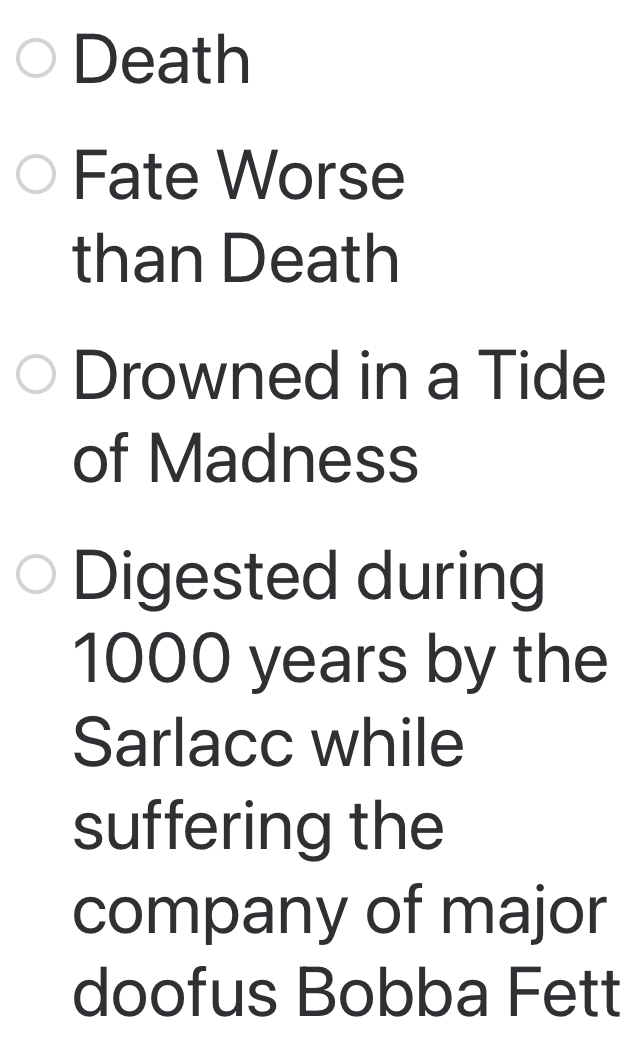 Death
Fate Worse
than Death
Drowned in a Tide
of Madness
Digested during
1000 years by the
Sarlacc while
suffering the
company of major
doofus Bobba Fett